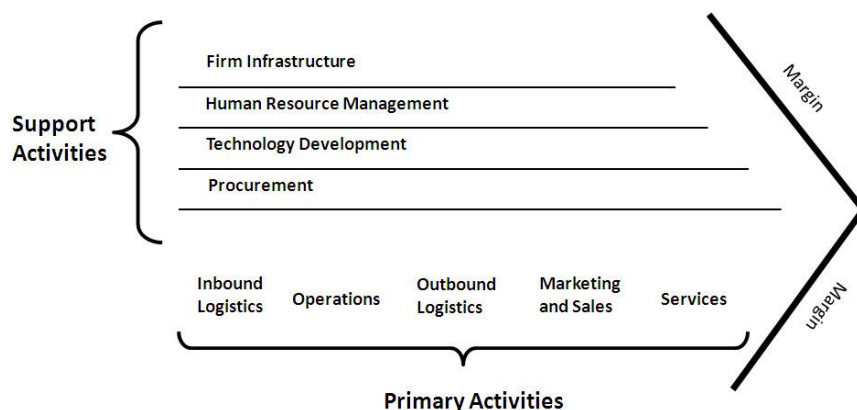 Firm Infrastructure
Human Resource Management
Technology Development
Procurement
Support
Activities
Margin
Inbound
Logistics
Operations
Outbound
Logistics
Marketing
and Sales
Services
Margin
Primary Activities